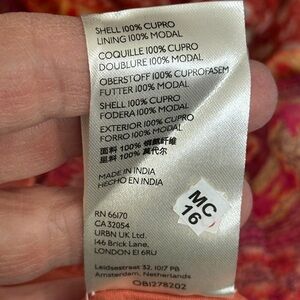 SHELL 100% CUPRO
LINING 100% MODAL
COQUILLE 100% CUPRO
DOUBLURE 100% MODAL
OBERSTOFF 100% CUPROFASEM
FUTTER 100% MODAL
SHELL 100% CUPRO
FODERA 100% MODAL
EXTERIOR 100% CUPRO
FORRO 100% MODAL
面料 100% 铜氨纤维
里料 100% 莫代尔
MADE IN INDIA
HECHO EN INDIA
MC
16
RN 66170
CA 32054
URBN UK Ltd.
146 Brick Lane,
LONDON E1 6RU
Leidsestraat 32, 1017 PB
Amsterdam, Netherlands
OB1278202